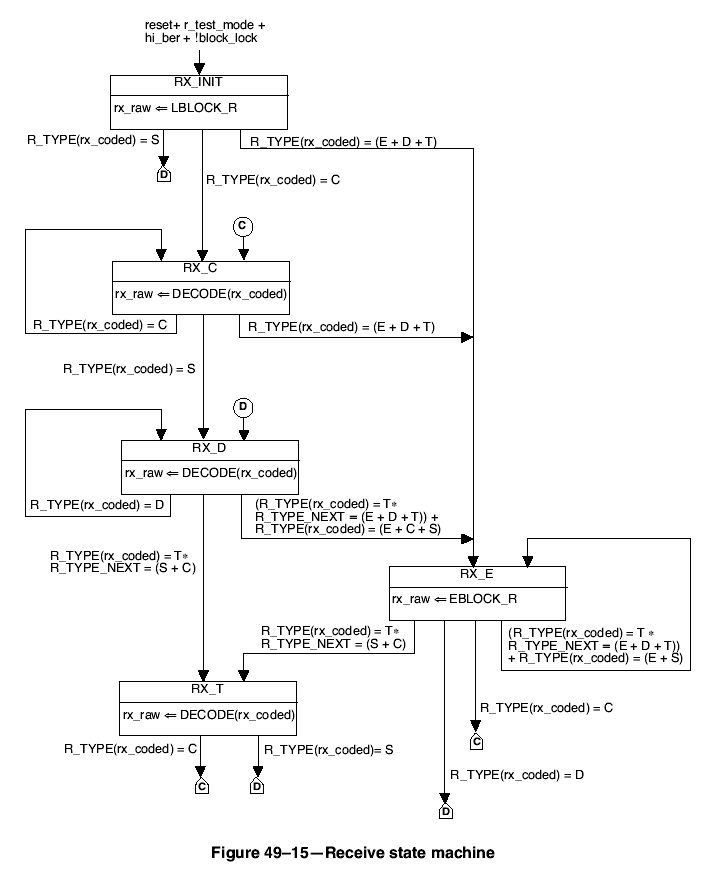 reset+ r_test_mode +
hi_ber + !block_lock
RX_INIT
rx_raw ⇐ LBLOCK_R
R_TYPE(rx_coded) = S
R_TYPE(rx_coded) = (E + D + T)
D
R_TYPE(rx_coded) = C
C
RX_C
rx_raw ⇐ DECODE(rx_coded)
R_TYPE(rx_coded) = C
R_TYPE(rx_coded) = (E + D + T)
R_TYPE(rx_coded) = S
D
RX_D
rx_raw ⇐ DECODE(rx_coded)
R_TYPE(rx_coded) = D
(R_TYPE(rx_coded) = T*
R_TYPE_NEXT = (E + D + T)) +
R_TYPE(rx_coded) = (E + C + S)
R_TYPE(rx_coded) = T*
R_TYPE_NEXT = (S + C)
RX_E
rx_raw ⇐ EBLOCK_R
R_TYPE(rx_coded) = T*
R_TYPE_NEXT = (S + C)
(R_TYPE(rx_coded) = T *
R_TYPE_NEXT = (E + D + T))
+ R_TYPE(rx_coded) = (E + S)
RX_T
rx_raw ⇐ DECODE(rx_coded)
R_TYPE(rx_coded) = C
C
R_TYPE(rx_coded) = C
R_TYPE(rx_coded)= S
C
D
R_TYPE(rx_coded) = D
D
Figure 49–15—Receive state machine